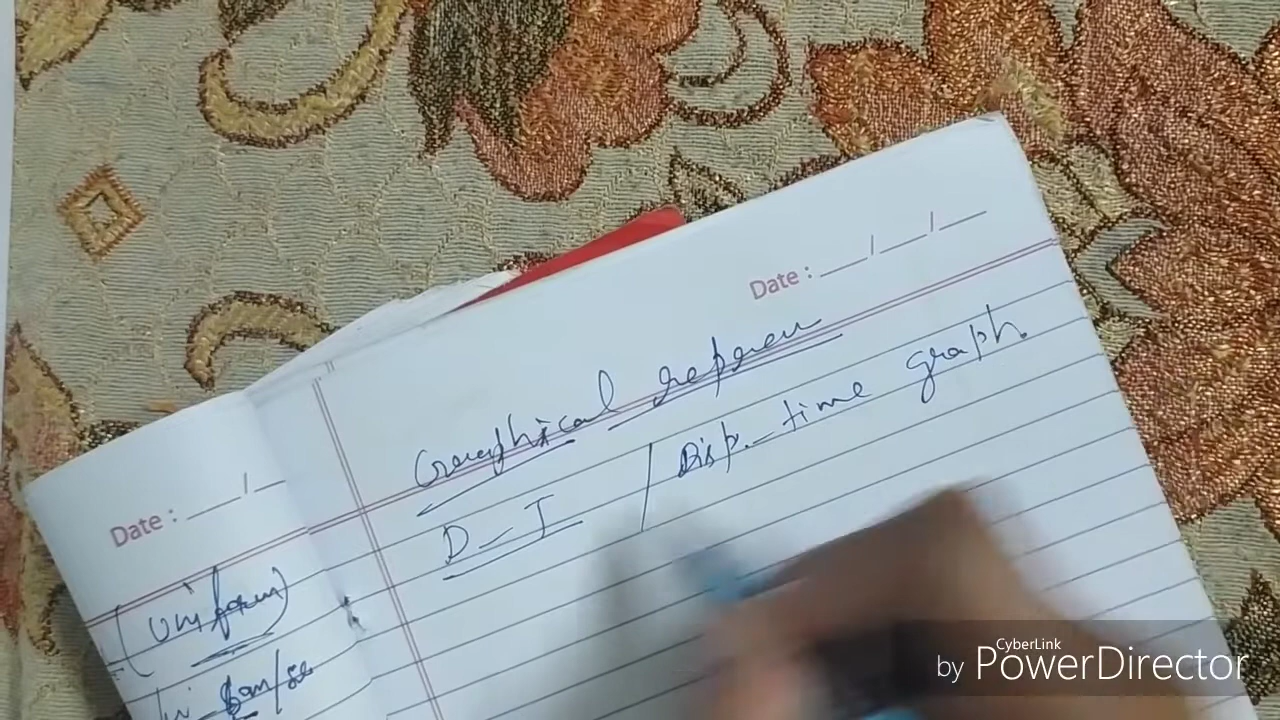 Date : __/__/__
Graphical represen
D - T / Disp. - time graph.
Date : __/__
(uniform)
CyberLink
by PowerDirector